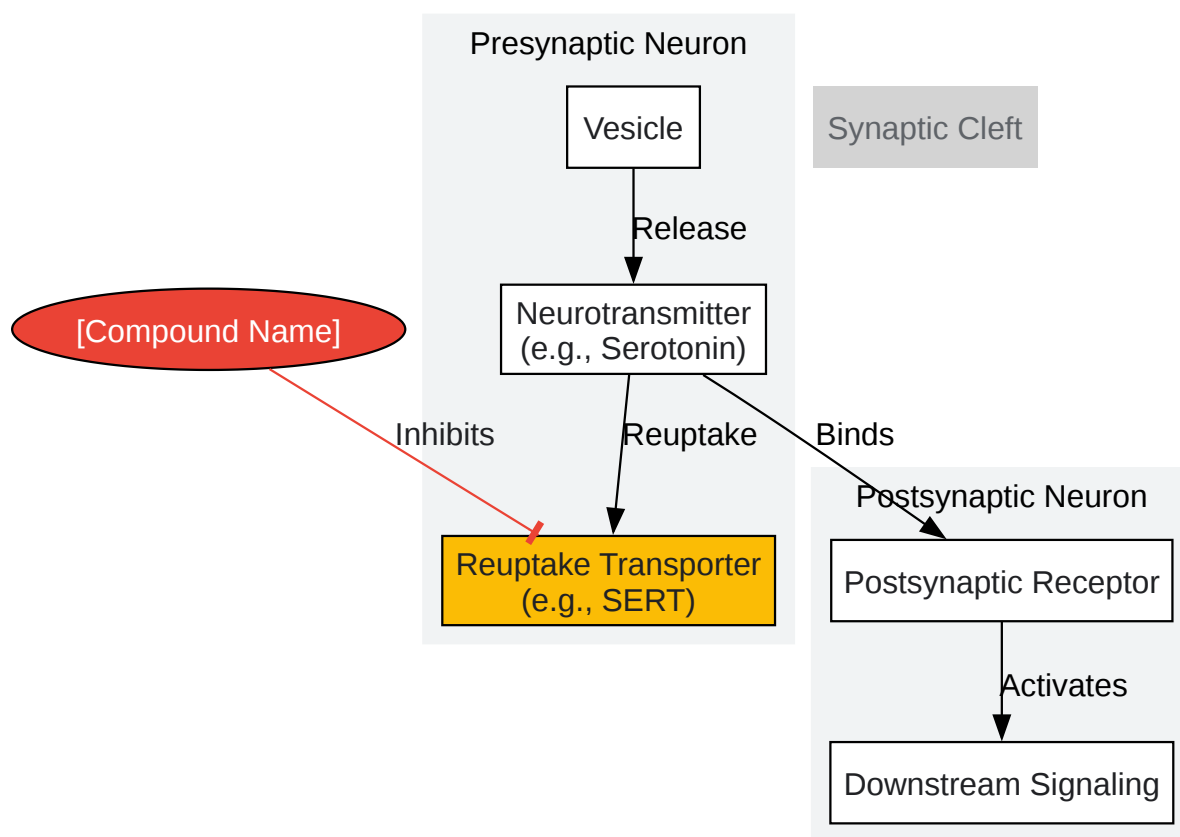 Presynaptic Neuron
Vesicle
Synaptic Cleft
Release
[Compound Name]
Neurotransmitter
(e.g., Serotonin)
Inhibits
Reuptake
Binds
Postsynaptic Neuron
Reuptake Transporter
(e.g., SERT)
Postsynaptic Receptor
Activates
Downstream Signaling